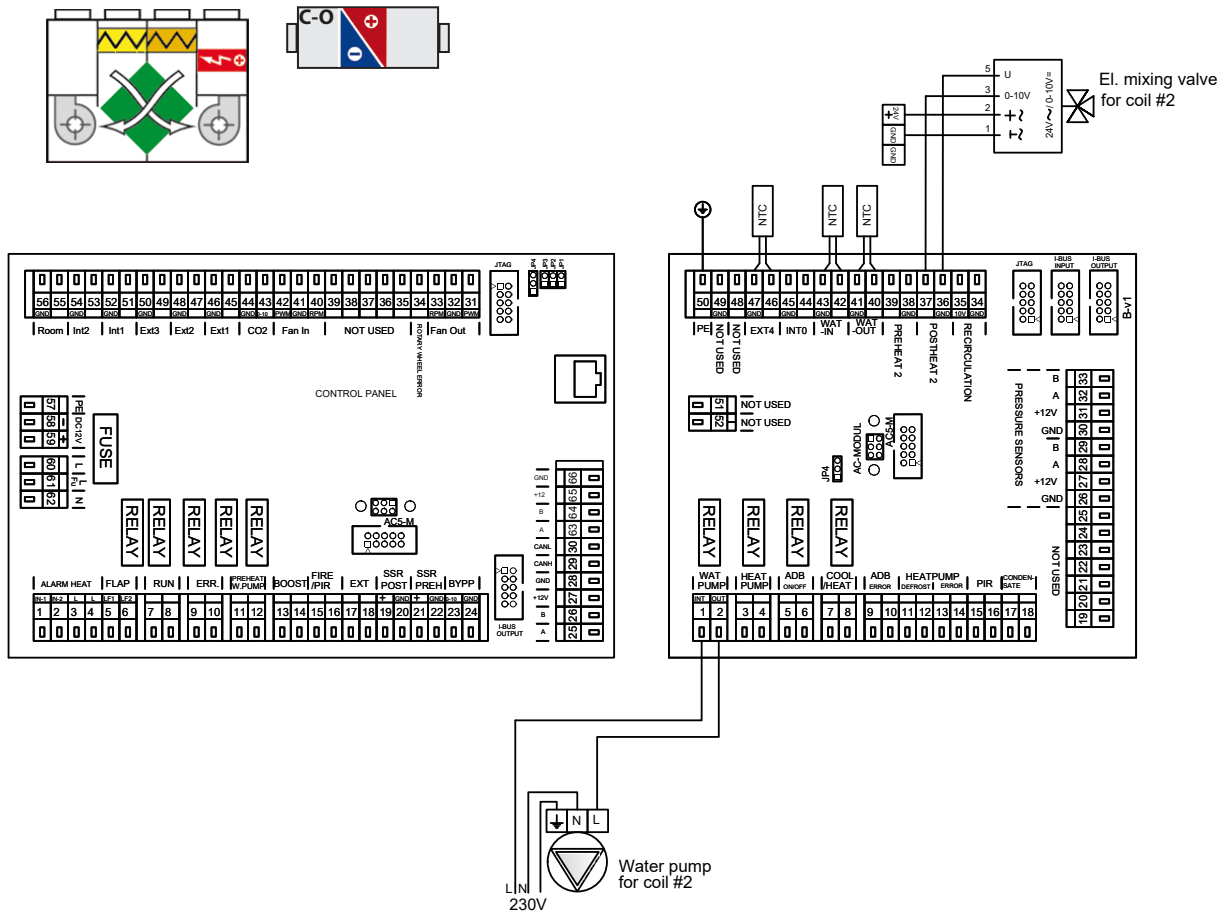 C-O
5 U
3 0-10V
2 + ~
1 ⊥ ~
24V ~/ 0-10V=
El. mixing valve
for coil #2
24V
GND
GND
NTC NTC NTC
JTAG
JP4 JP3 JP2 JP1
56 55 54 53 52 51 50 49 48 47 46 45 44 43 42 41 40 39 38 37 36 35 34 33 32 31
GND GND GND GND GND GND GND 0-10 PWM GND RPM RPM GND PWM
Room Int2 Int1 Ext3 Ext2 Ext1 CO2 Fan In NOT USED ROTARY WHEEL ERROR Fan Out
CONTROL PANEL
57 PE
58 - DC12V
59 +
60 L
61 Fu L
62 N
FUSE
RELAY RELAY RELAY RELAY RELAY
AC5-M
GND 66
+12 65
B 64
A 63
CANL 30
CANH 29
GND 28
+12V 27
B 26
A 25
I-BUS
OUTPUT
ALARM HEAT FLAP RUN ERR. PREHEAT W.PUMP BOOST FIRE /PIR EXT SSR POST SSR PREH BYPP
IN-1 IN-2 L L LF1 LF2 + GND + GND 0-10 GND
1 2 3 4 5 6 7 8 9 10 11 12 13 14 15 16 17 18 19 20 21 22 23 24
JTAG
I-BUS INPUT
I-BUS OUTPUT
B-v1
50 49 48 47 46 45 44 43 42 41 40 39 38 37 36 35 34
GND GND GND GND GND GND 10V GND
PE NOT USED NOT USED EXT4 INT0 WAT -IN WAT -OUT PREHEAT 2 POSTHEAT 2 RECIRCULATION
51 NOT USED
52 NOT USED
AC-MODUL
AC5-M
JP4
PRESSURE SENSORS
B 33
A 32
+12V 31
GND 30
B 29
A 28
+12V 27
GND 26
25
24
23
22
21
20
19
NOT USED
RELAY RELAY RELAY RELAY
WAT PUMP HEAT PUMP ADB ON/OFF COOL /HEAT ADB ERROR HEATPUMP DEFROST ERROR PIR CONDEN- SATE
INT OUT
1 2 3 4 5 6 7 8 9 10 11 12 13 14 15 16 17 18
N L
Water pump
for coil #2
L N
230V